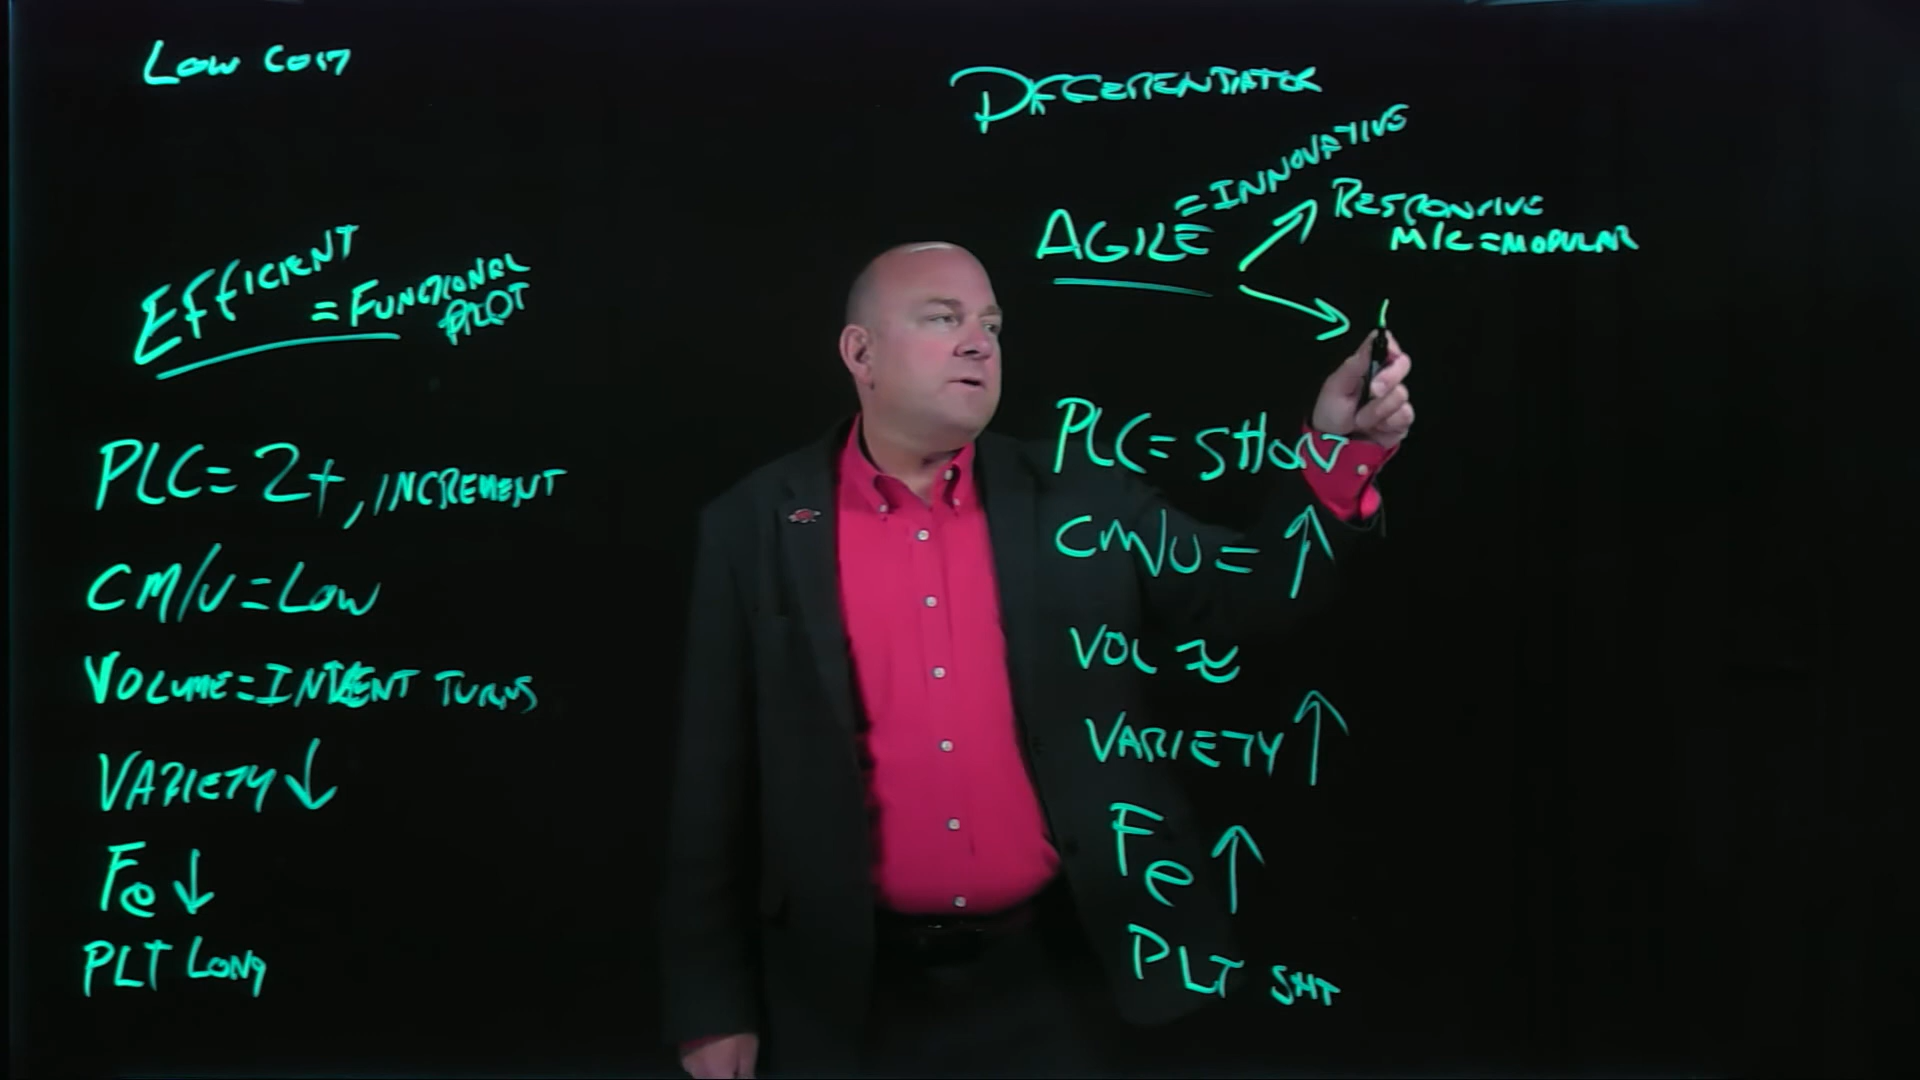 LOW COST
EFFICIENT
= FUNCTIONAL
PROT
PLC = 2+, INCREMENT
CM/U = LOW
VOLUME = INVENT TURNS
VARIETY ↓
Fe ↓
PLT LONG
DIFFERENTIATOR
AGILE = INNOVATIVE
RESPONSIVE
M/C = MODULAR
PLC = SHORT
CM/U = ↑
VOL ≈
VARIETY ↑
Fe ↑
PLT SHT